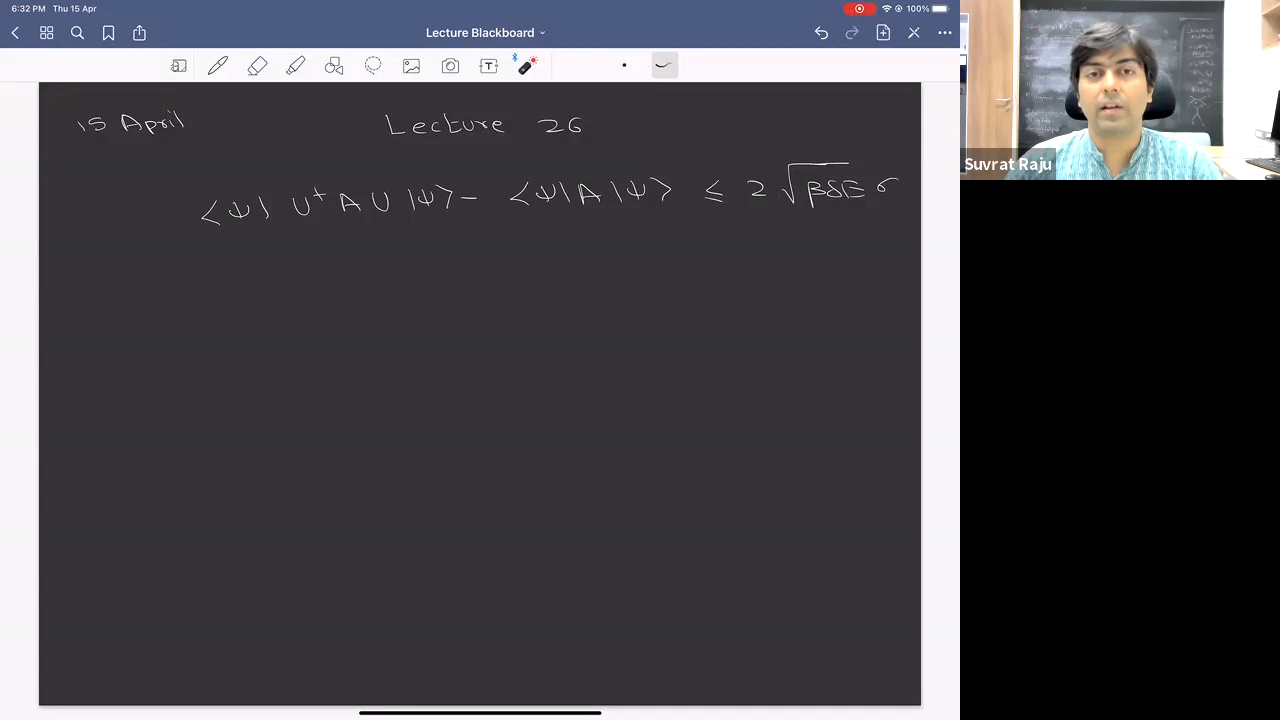 6:32 PM Thu 15 Apr
100%
Lecture Blackboard
T
15 April
Lecture 26
⟨Ψ| U† A U |Ψ⟩ − ⟨Ψ| A |Ψ⟩ ≤ 2 √βδE σ
Suvrat Raju